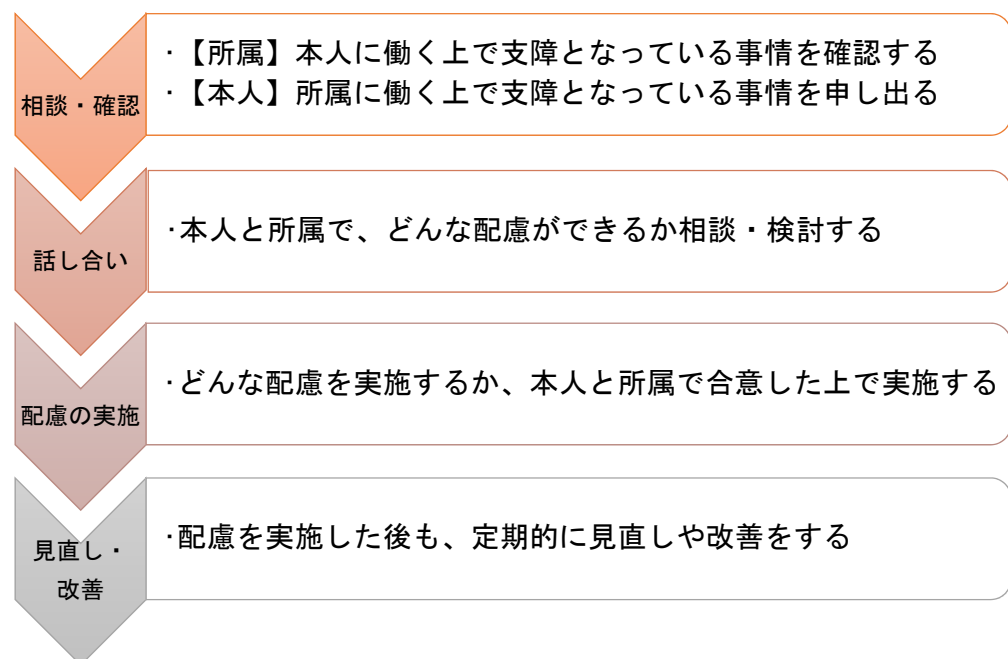 相談・確認
・【所属】本人に働く上で支障となっている事情を確認する
・【本人】所属に働く上で支障となっている事情を申し出る
話し合い
・本人と所属で、どんな配慮ができるか相談・検討する
配慮の実施
・どんな配慮を実施するか、本人と所属で合意した上で実施する
見直し・
改善
・配慮を実施した後も、定期的に見直しや改善をする